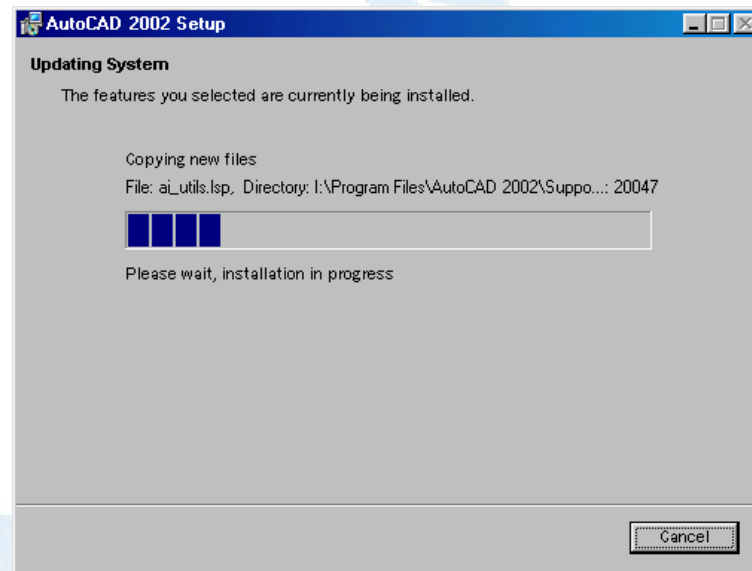 AutoCAD 2002 Setup
Updating System
The features you selected are currently being installed.
Copying new files
File: ai_utils.lsp, Directory: I:\Program Files\AutoCAD 2002\Suppo...: 20047
Please wait, installation in progress
Cancel